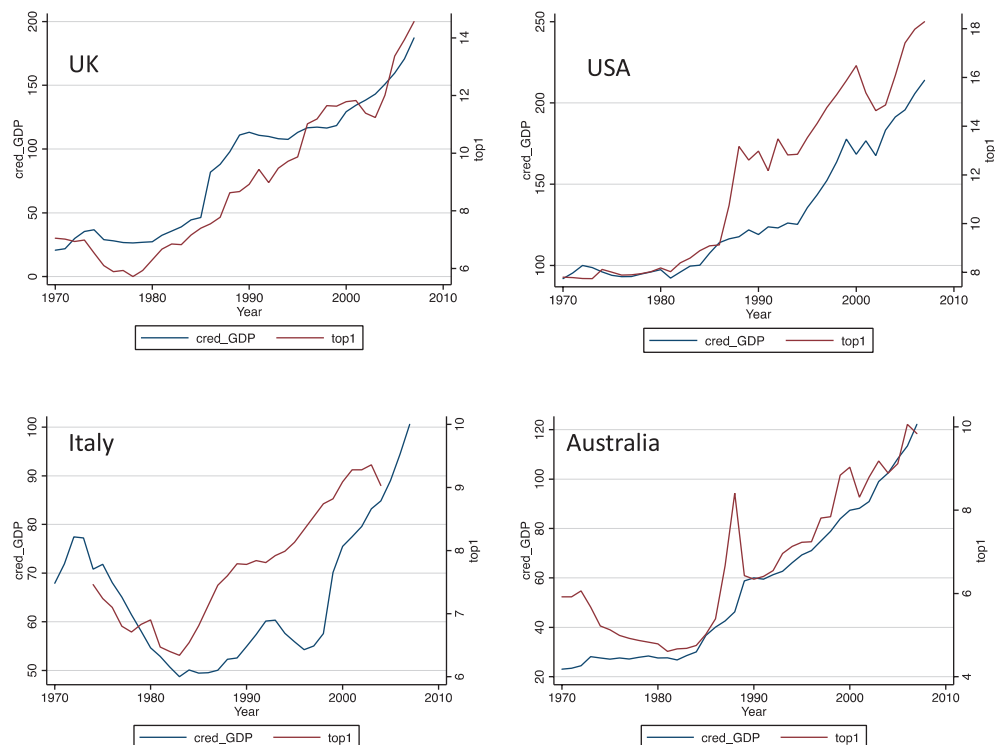 UK
cred_GDP
0
50
100
150
200
top1
6
8
10
12
14
1970
1980
1990
2000
2010
Year
cred_GDP
top1
USA
cred_GDP
100
150
200
250
top1
8
10
12
14
16
18
1970
1980
1990
2000
2010
Year
cred_GDP
top1
Italy
cred_GDP
50
60
70
80
90
100
top1
6
7
8
9
10
1970
1980
1990
2000
2010
Year
cred_GDP
top1
Australia
cred_GDP
20
40
60
80
100
120
top1
4
6
8
10
1970
1980
1990
2000
2010
Year
cred_GDP
top1